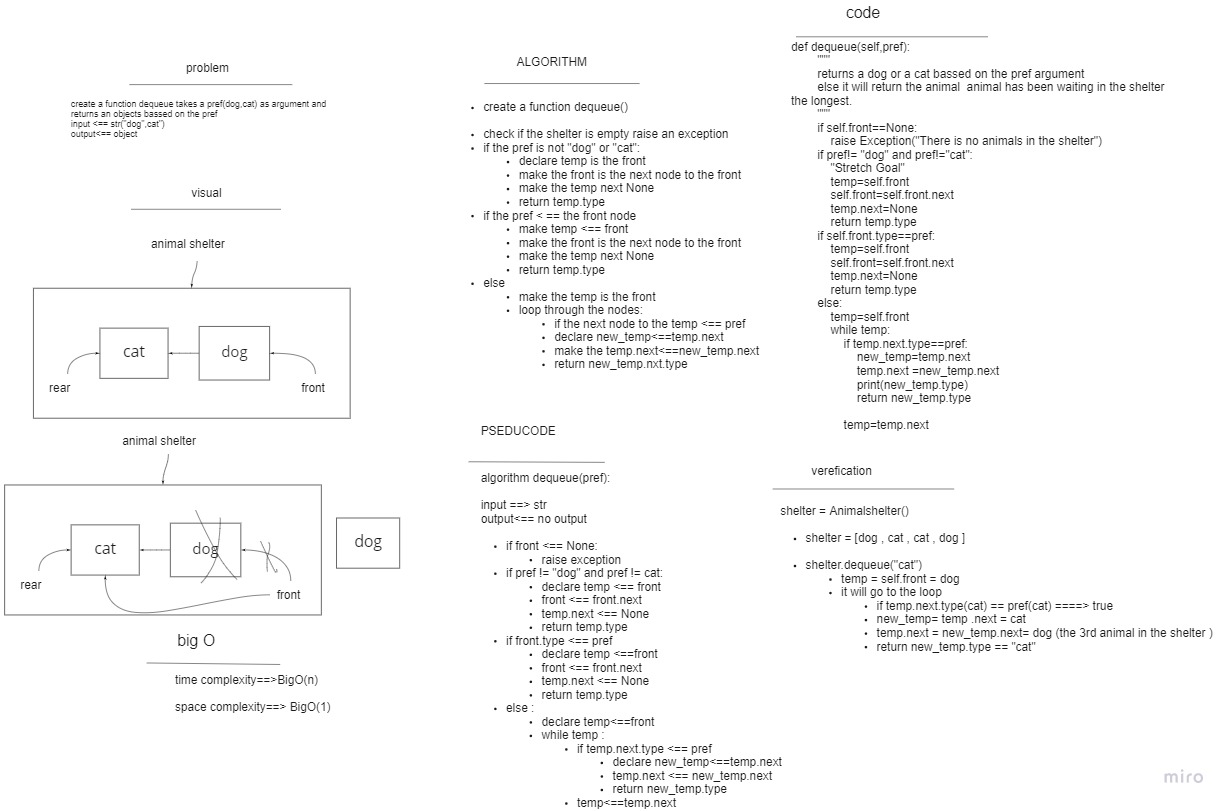 problem
create a function dequeue takes a pref(dog,cat) as argument and
returns an objects bassed on the pref
input <== str("dog",cat")
output<== object
visual
animal shelter
cat
dog
rear
front
animal shelter
cat
dog
dog
rear
front
big O
time complexity==>BigO(n)
space complexity==> BigO(1)
ALGORITHM
• create a function dequeue()
• check if the shelter is empty raise an exception
• if the pref is not "dog" or "cat":
• declare temp is the front
• make the front is the next node to the front
• make the temp next None
• return temp.type
• if the pref < == the front node
• make temp <== front
• make the front is the next node to the front
• make the temp next None
• return temp.type
• else
• make the temp is the front
• loop through the nodes:
• if the next node to the temp <== pref
• declare new_temp<==temp.next
• make the temp.next<==new_temp.next
• return new_temp.nxt.type
PSEDUCODE
algorithm dequeue(pref):
input ==> str
output<== no output
• if front <== None:
• raise exception
• if pref != "dog" and pref != cat:
• declare temp <== front
• front <== front.next
• temp.next <== None
• return temp.type
• if front.type <== pref
• declare temp <==front
• front <== front.next
• temp.next <== None
• return temp.type
• else :
• declare temp<==front
• while temp :
• if temp.next.type <== pref
• declare new_temp<==temp.next
• temp.next <== new_temp.next
• return new_temp.type
• temp<==temp.next
code
def dequeue(self,pref):
"""
returns a dog or a cat bassed on the pref argument
else it will return the animal  animal has been waiting in the shelter
the longest.
"""
if self.front==None:
raise Exception("There is no animals in the shelter")
if pref!= "dog" and pref!="cat":
"Stretch Goal"
temp=self.front
self.front=self.front.next
temp.next=None
return temp.type
if self.front.type==pref:
temp=self.front
self.front=self.front.next
temp.next=None
return temp.type
else:
temp=self.front
while temp:
if temp.next.type==pref:
new_temp=temp.next
temp.next =new_temp.next
print(new_temp.type)
return new_temp.type
temp=temp.next
verefication
shelter = Animalshelter()
• shelter = [dog , cat , cat , dog ]
• shelter.dequeue("cat")
• temp = self.front = dog
• it will go to the loop
• if temp.next.type(cat) == pref(cat) ====> true
• new_temp= temp .next = cat
• temp.next = new_temp.next= dog (the 3rd animal in the shelter )
• return new_temp.type == "cat"
miro